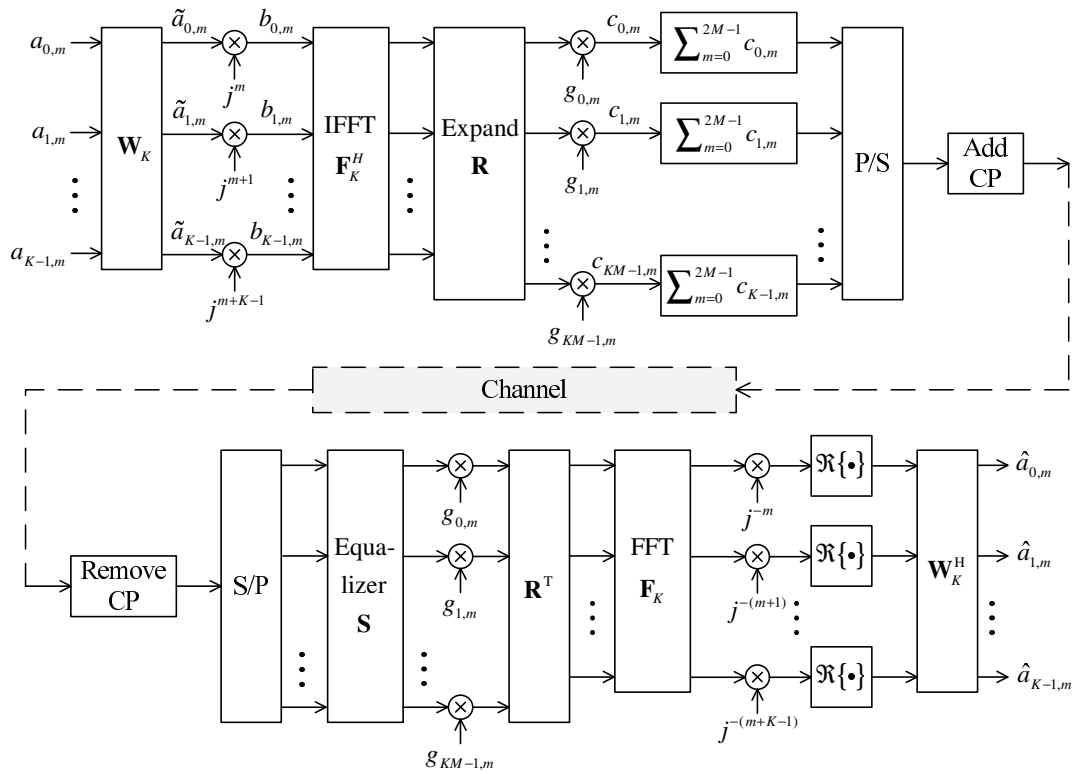 a_{0,m}
a_{1,m}
⋮
a_{K-1,m}
W_K
ã_{0,m}
ã_{1,m}
ã_{K-1,m}
j^m
j^{m+1}
j^{m+K-1}
b_{0,m}
b_{1,m}
⋮
b_{K-1,m}
IFFT
F_K^H
⋮
Expand
R
⋮
g_{0,m}
g_{1,m}
g_{KM-1,m}
c_{0,m}
c_{1,m}
c_{KM-1,m}
∑_{m=0}^{2M-1} c_{0,m}
∑_{m=0}^{2M-1} c_{1,m}
⋮
∑_{m=0}^{2M-1} c_{K-1,m}
P/S
Add
CP
Channel
Remove
CP
S/P
⋮
Equa-
lizer
S
⋮
g_{0,m}
g_{1,m}
g_{KM-1,m}
R^T
⋮
FFT
F_K
j^{-m}
j^{-(m+1)}
j^{-(m+K-1)}
ℜ{•}
ℜ{•}
⋮
ℜ{•}
W_K^H
â_{0,m}
â_{1,m}
⋮
â_{K-1,m}